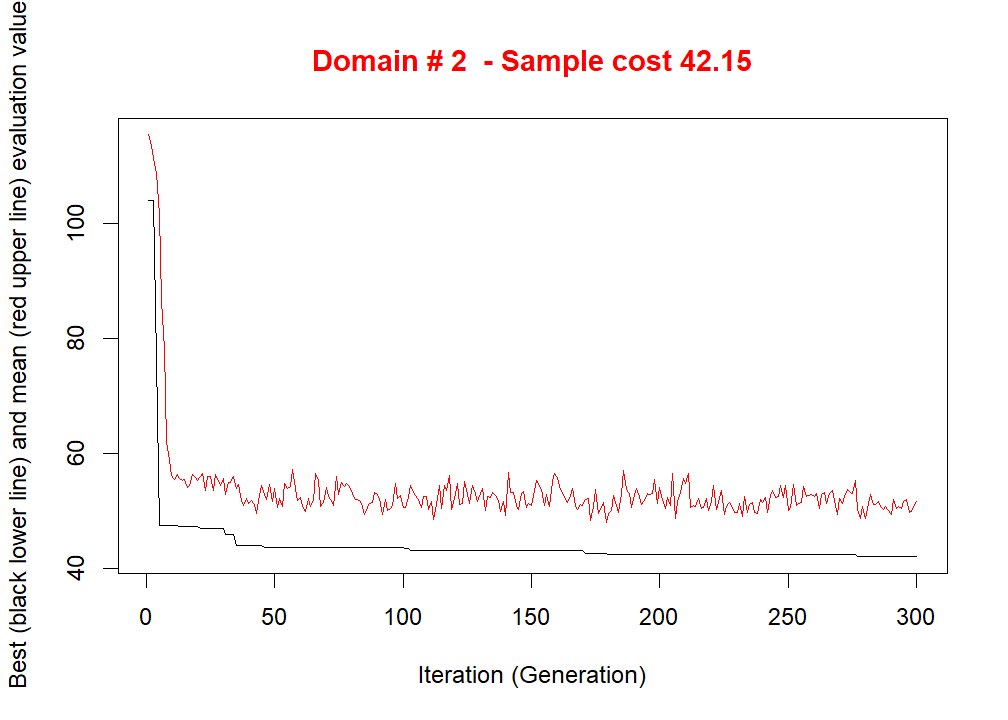 Domain # 2  - Sample cost 42.15
Best (black lower line) and mean (red upper line) evaluation value
100
80
60
40
0 50 100 150 200 250 300
Iteration (Generation)